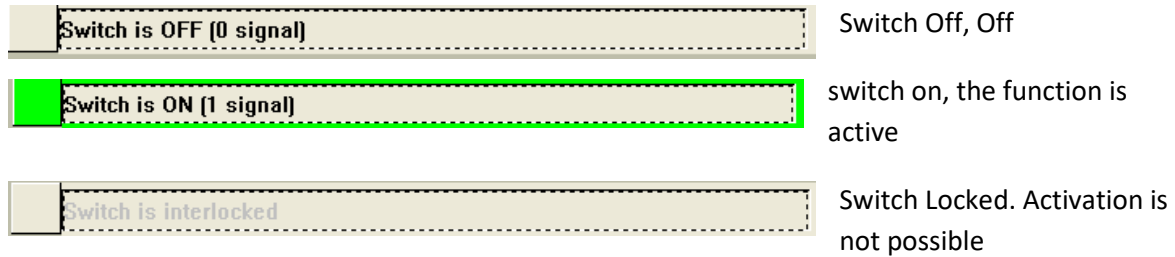 Switch is OFF (0 signal)
Switch Off, Off
Switch is ON (1 signal)
switch on, the function is
active
Switch is interlocked
Switch Locked. Activation is
not possible